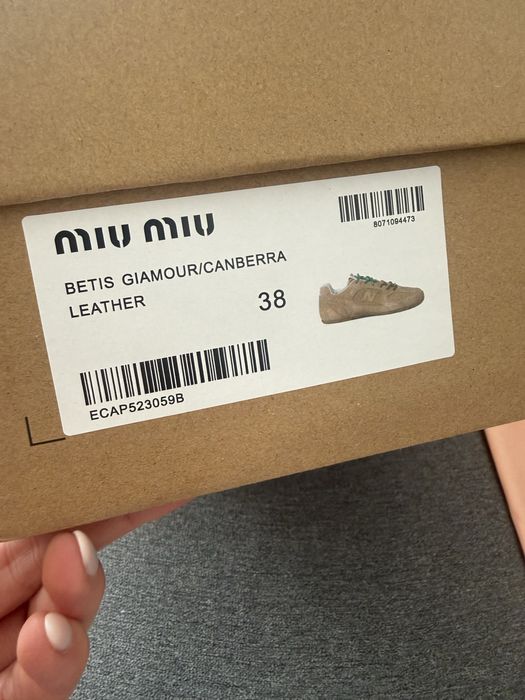 miu miu
8071094473
BETIS GIAMOUR/CANBERRA
LEATHER
38
N
ECAP523059B